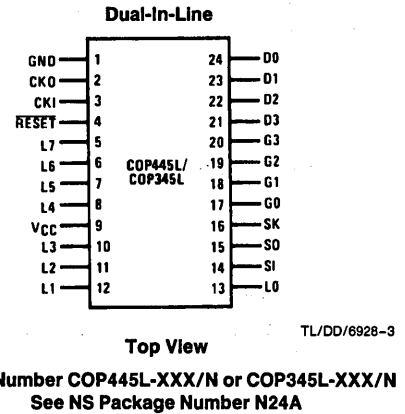 Dual-In-Line
GND 1 24 D0
CKO 2 23 D1
CKI 3 22 D2
RESET 4 21 D3
L7 5 20 G3
L6 6 19 G2
L5 7 18 G1
L4 8 17 G0
VCC 9 16 SK
L3 10 15 SO
L2 11 14 SI
L1 12 13 L0
COP445L/
COP345L
TL/DD/6928–3
Top View
Number COP445L-XXX/N or COP345L-XXX/N
See NS Package Number N24A